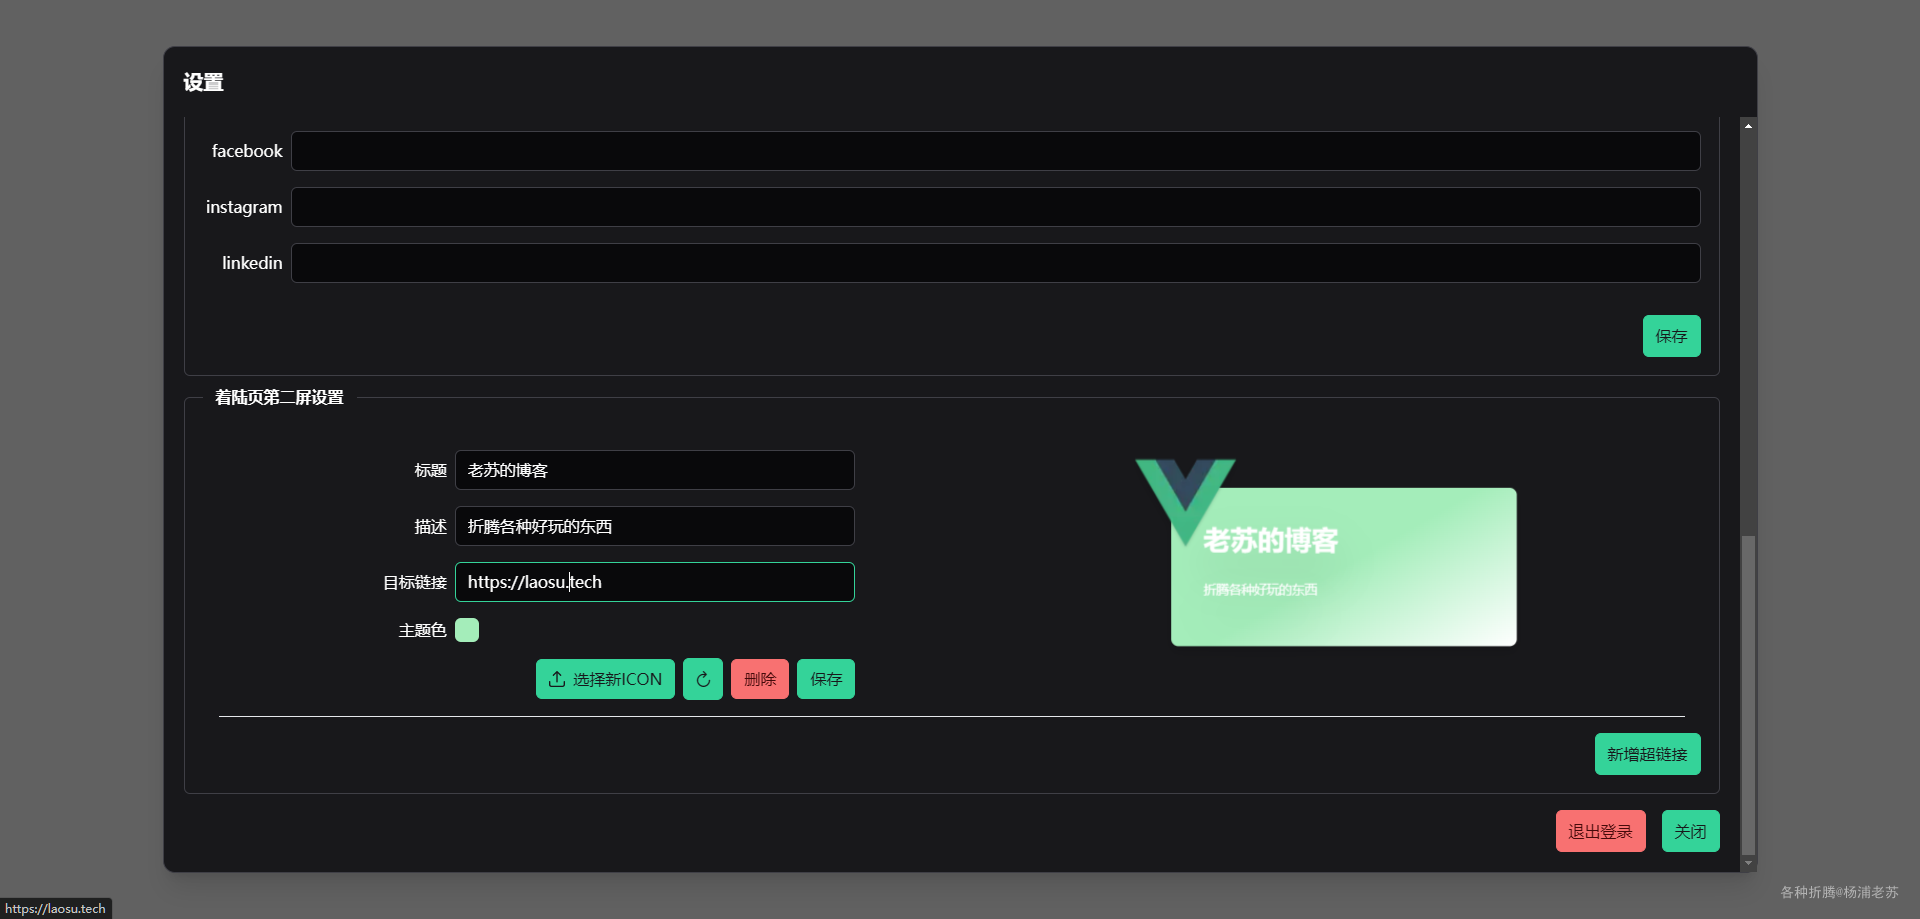 设置
facebook
instagram
linkedin
保存
着陆页第二屏设置
标题 老苏的博客
描述 折腾各种好玩的东西
目标链接 https://laosu.tech
主题色
选择新ICON 删除 保存
老苏的博客
折腾各种好玩的东西
新增超链接
退出登录 关闭
各种折腾@杨浦老苏
https://laosu.tech